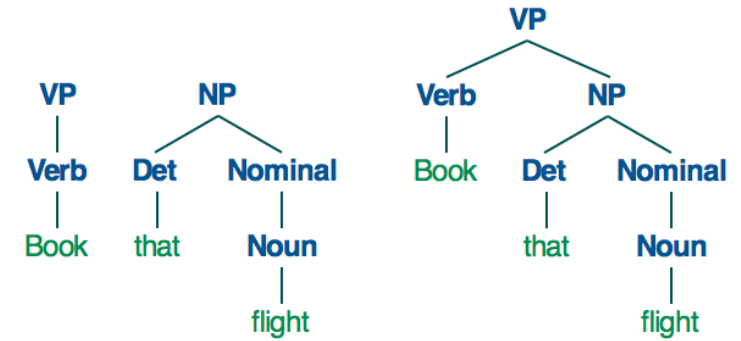 VP
VP NP Verb NP
Verb Det Nominal Book Det Nominal
Book that Noun that Noun
flight flight